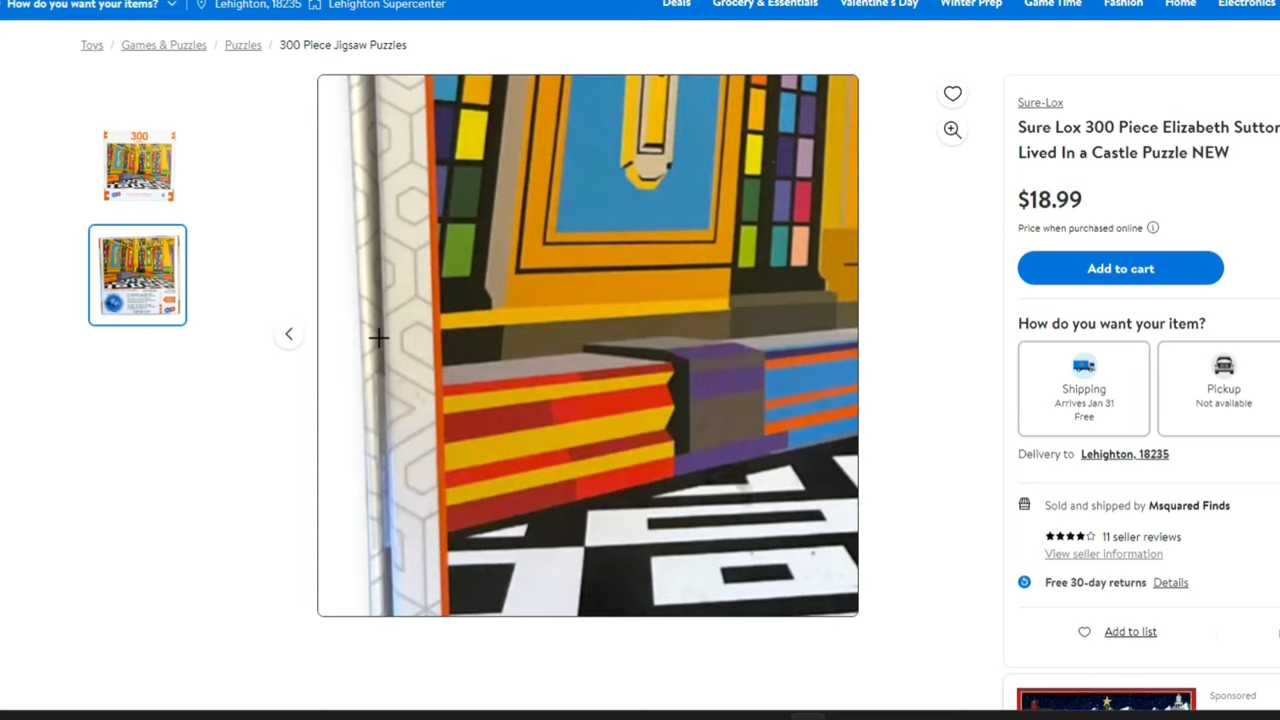 How do you want your items?
Lehighton, 18235
Lehighton Supercenter
Deals
Grocery & Essentials
Valentine's Day
Winter Prep
Game Time
Fashion
Home
Electronics
Toys / Games & Puzzles / Puzzles / 300 Piece Jigsaw Puzzles
300
Sure-Lox
Sure Lox 300 Piece Elizabeth Sutton
Lived In a Castle Puzzle NEW
$18.99
Price when purchased online
Add to cart
How do you want your item?
Shipping
Arrives Jan 31
Free
Pickup
Not available
Delivery to Lehighton, 18235
Sold and shipped by Msquared Finds
11 seller reviews
View seller information
Free 30-day returns Details
Add to list
Sponsored